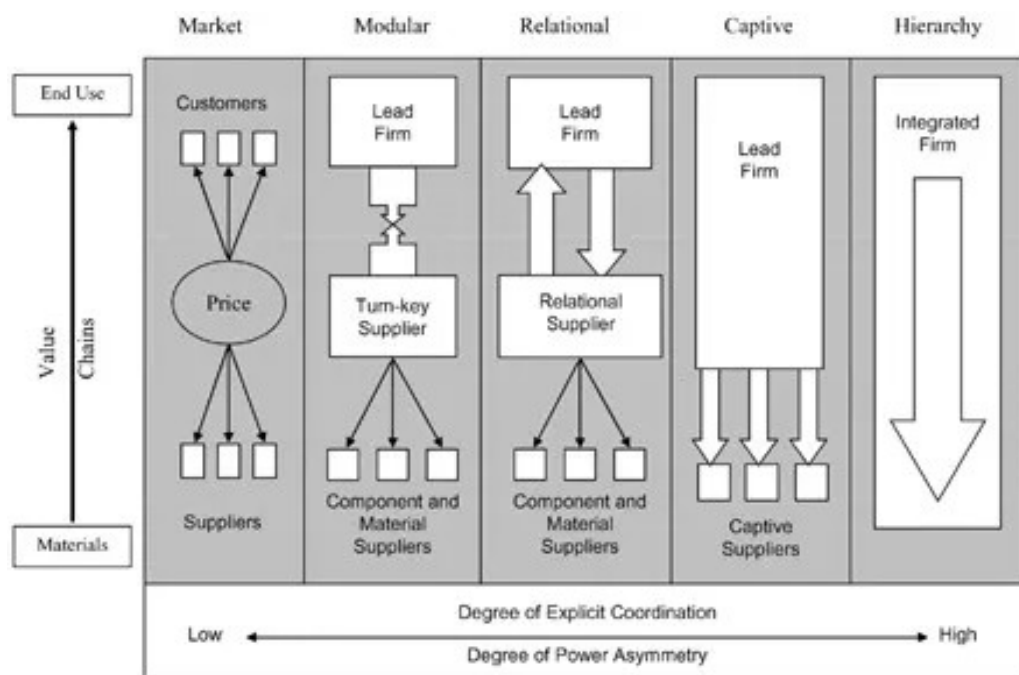 Market
Modular
Relational
Captive
Hierarchy
End Use
Value
Chains
Materials
Customers
Price
Suppliers
Lead
Firm
Turn-key
Supplier
Component and
Material
Suppliers
Lead
Firm
Relational
Supplier
Component and
Material
Suppliers
Lead
Firm
Captive
Suppliers
Integrated
Firm
Degree of Explicit Coordination
Low
High
Degree of Power Asymmetry